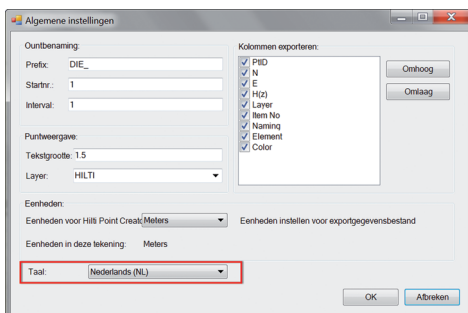 Algemene instellingen
Ountbenaming:
Prefix: DIE_
Startnr.: 1
Interval: 1
Puntweergave:
Tekstgrootte: 1.5
Layer: HILTI
Kolommen exporteren:
PtID
N
E
H(z)
Layer
Item No
Naming
Element
Color
Omhoog
Omlaag
Eenheden:
Eenheden voor Hilti Point Creato Meters
Eenheden instellen voor exportgegevensbestand
Eenheden in deze tekening: Meters
Taal: Nederlands (NL)
OK Afbreken